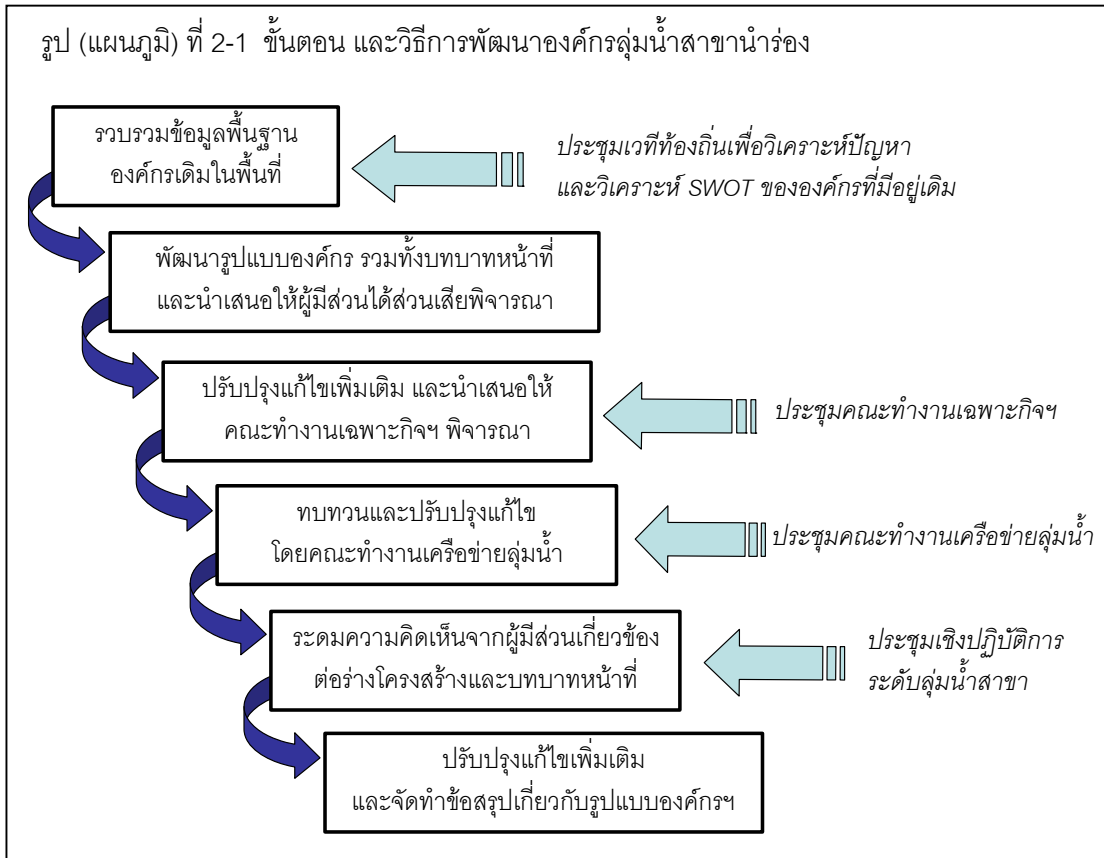 รูป (แผนภูมิ) ที่ 2-1 ขั้นตอน และวิธีการพัฒนาองค์กรลุ่มน้ำสาขานำร่อง
รวบรวมข้อมูลพื้นฐาน
องค์กรเดิมในพื้นที่
ประชุมเวทีท้องถิ่นเพื่อวิเคราะห์ปัญหา
และวิเคราะห์ SWOT ขององค์กรที่มีอยู่เดิม
พัฒนารูปแบบองค์กร รวมทั้งบทบาทหน้าที่
และนำเสนอให้ผู้มีส่วนได้ส่วนเสียพิจารณา
ปรับปรุงแก้ไขเพิ่มเติม และนำเสนอให้
คณะทำงานเฉพาะกิจฯ พิจารณา
ประชุมคณะทำงานเฉพาะกิจฯ
ทบทวนและปรับปรุงแก้ไข
โดยคณะทำงานเครือข่ายลุ่มน้ำ
ประชุมคณะทำงานเครือข่ายลุ่มน้ำ
ระดมความคิดเห็นจากผู้มีส่วนเกี่ยวข้อง
ต่อร่างโครงสร้างและบทบาทหน้าที่
ประชุมเชิงปฏิบัติการ
ระดับลุ่มน้ำสาขา
ปรับปรุงแก้ไขเพิ่มเติม
และจัดทำข้อสรุปเกี่ยวกับรูปแบบองค์กรฯ